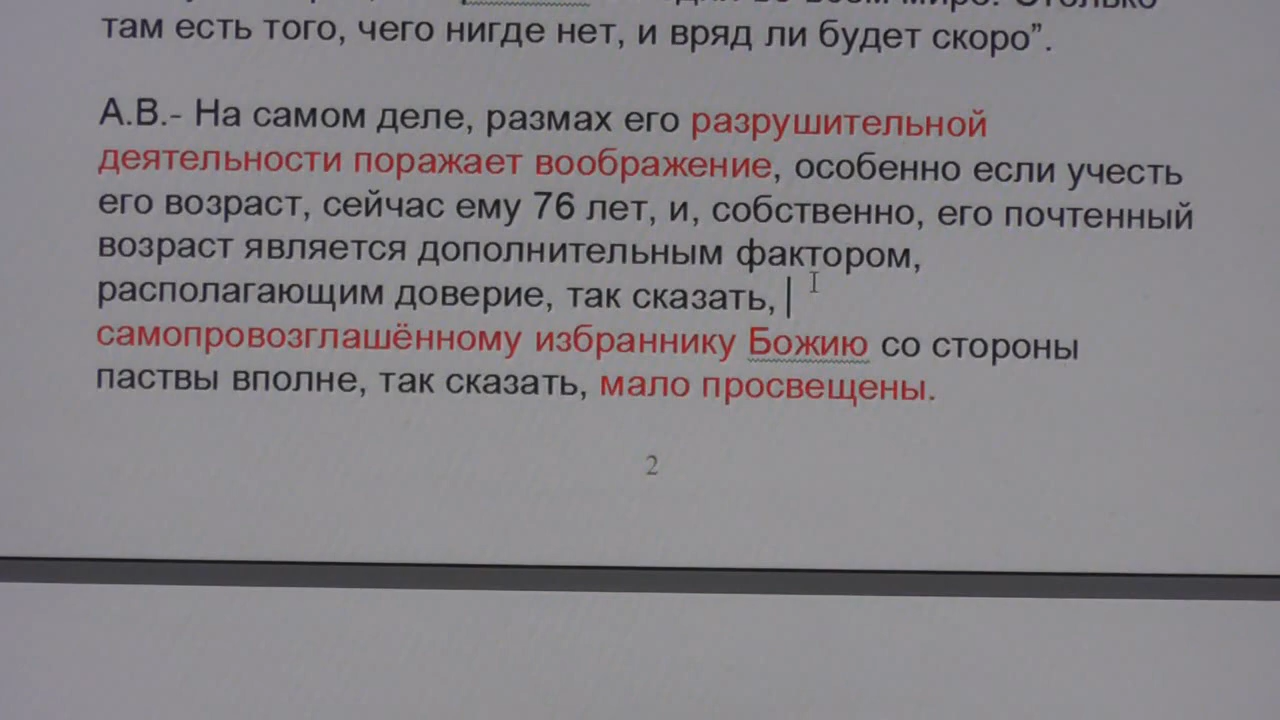 там есть того, чего нигде нет, и вряд ли будет скоро”.
А.В.- На самом деле, размах его разрушительной
деятельности поражает воображение, особенно если учесть
его возраст, сейчас ему 76 лет, и, собственно, его почтенный
возраст является дополнительным фактором,
располагающим доверие, так сказать,
самопровозглашённому избраннику Божию со стороны
паствы вполне, так сказать, мало просвещены.
2